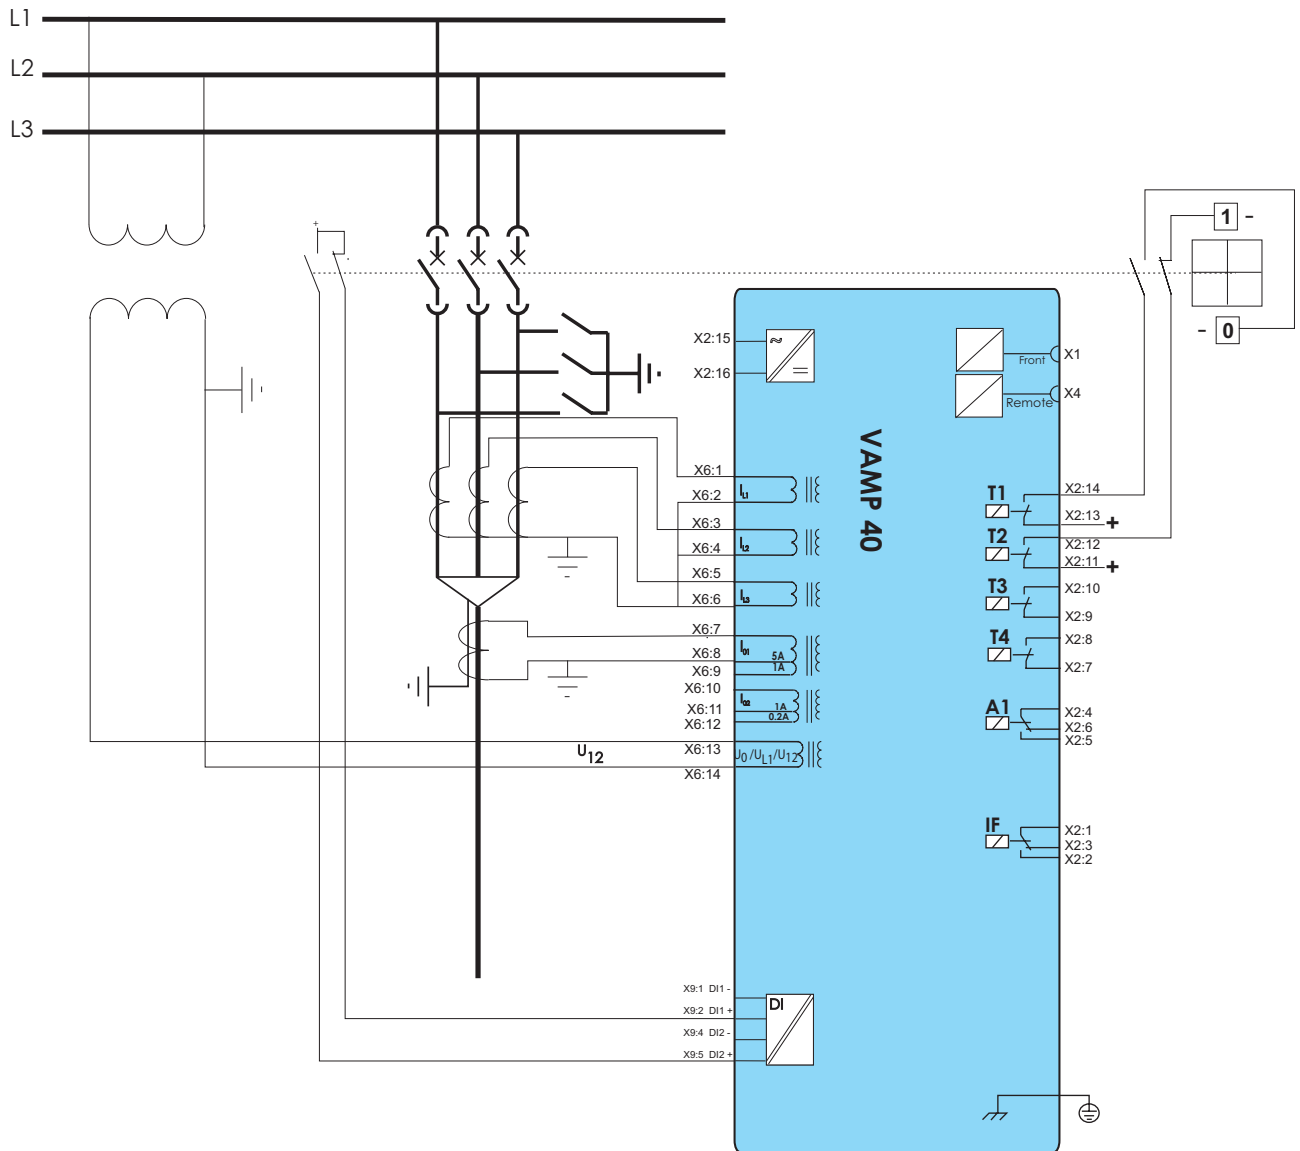 L1
L2
L3
+
1 -
- 0
X2:15
X2:16
Front
X1
Remote
X4
VAMP 40
X6:1
X6:2
IL1
X6:3
X6:4
IL2
X6:5
X6:6
IL3
X6:7
X6:8
X6:9
I01
5A
1A
X6:10
X6:11
X6:12
I02
1A
0.2A
U12
X6:13
X6:14
U0/UL1/U12
T1
X2:14
X2:13
+
T2
X2:12
X2:11
+
T3
X2:10
X2:9
T4
X2:8
X2:7
A1
X2:4
X2:6
X2:5
IF
X2:1
X2:3
X2:2
X9:1 DI1 -
X9:2 DI1 +
X9:4 DI2 -
X9:5 DI2 +
DI